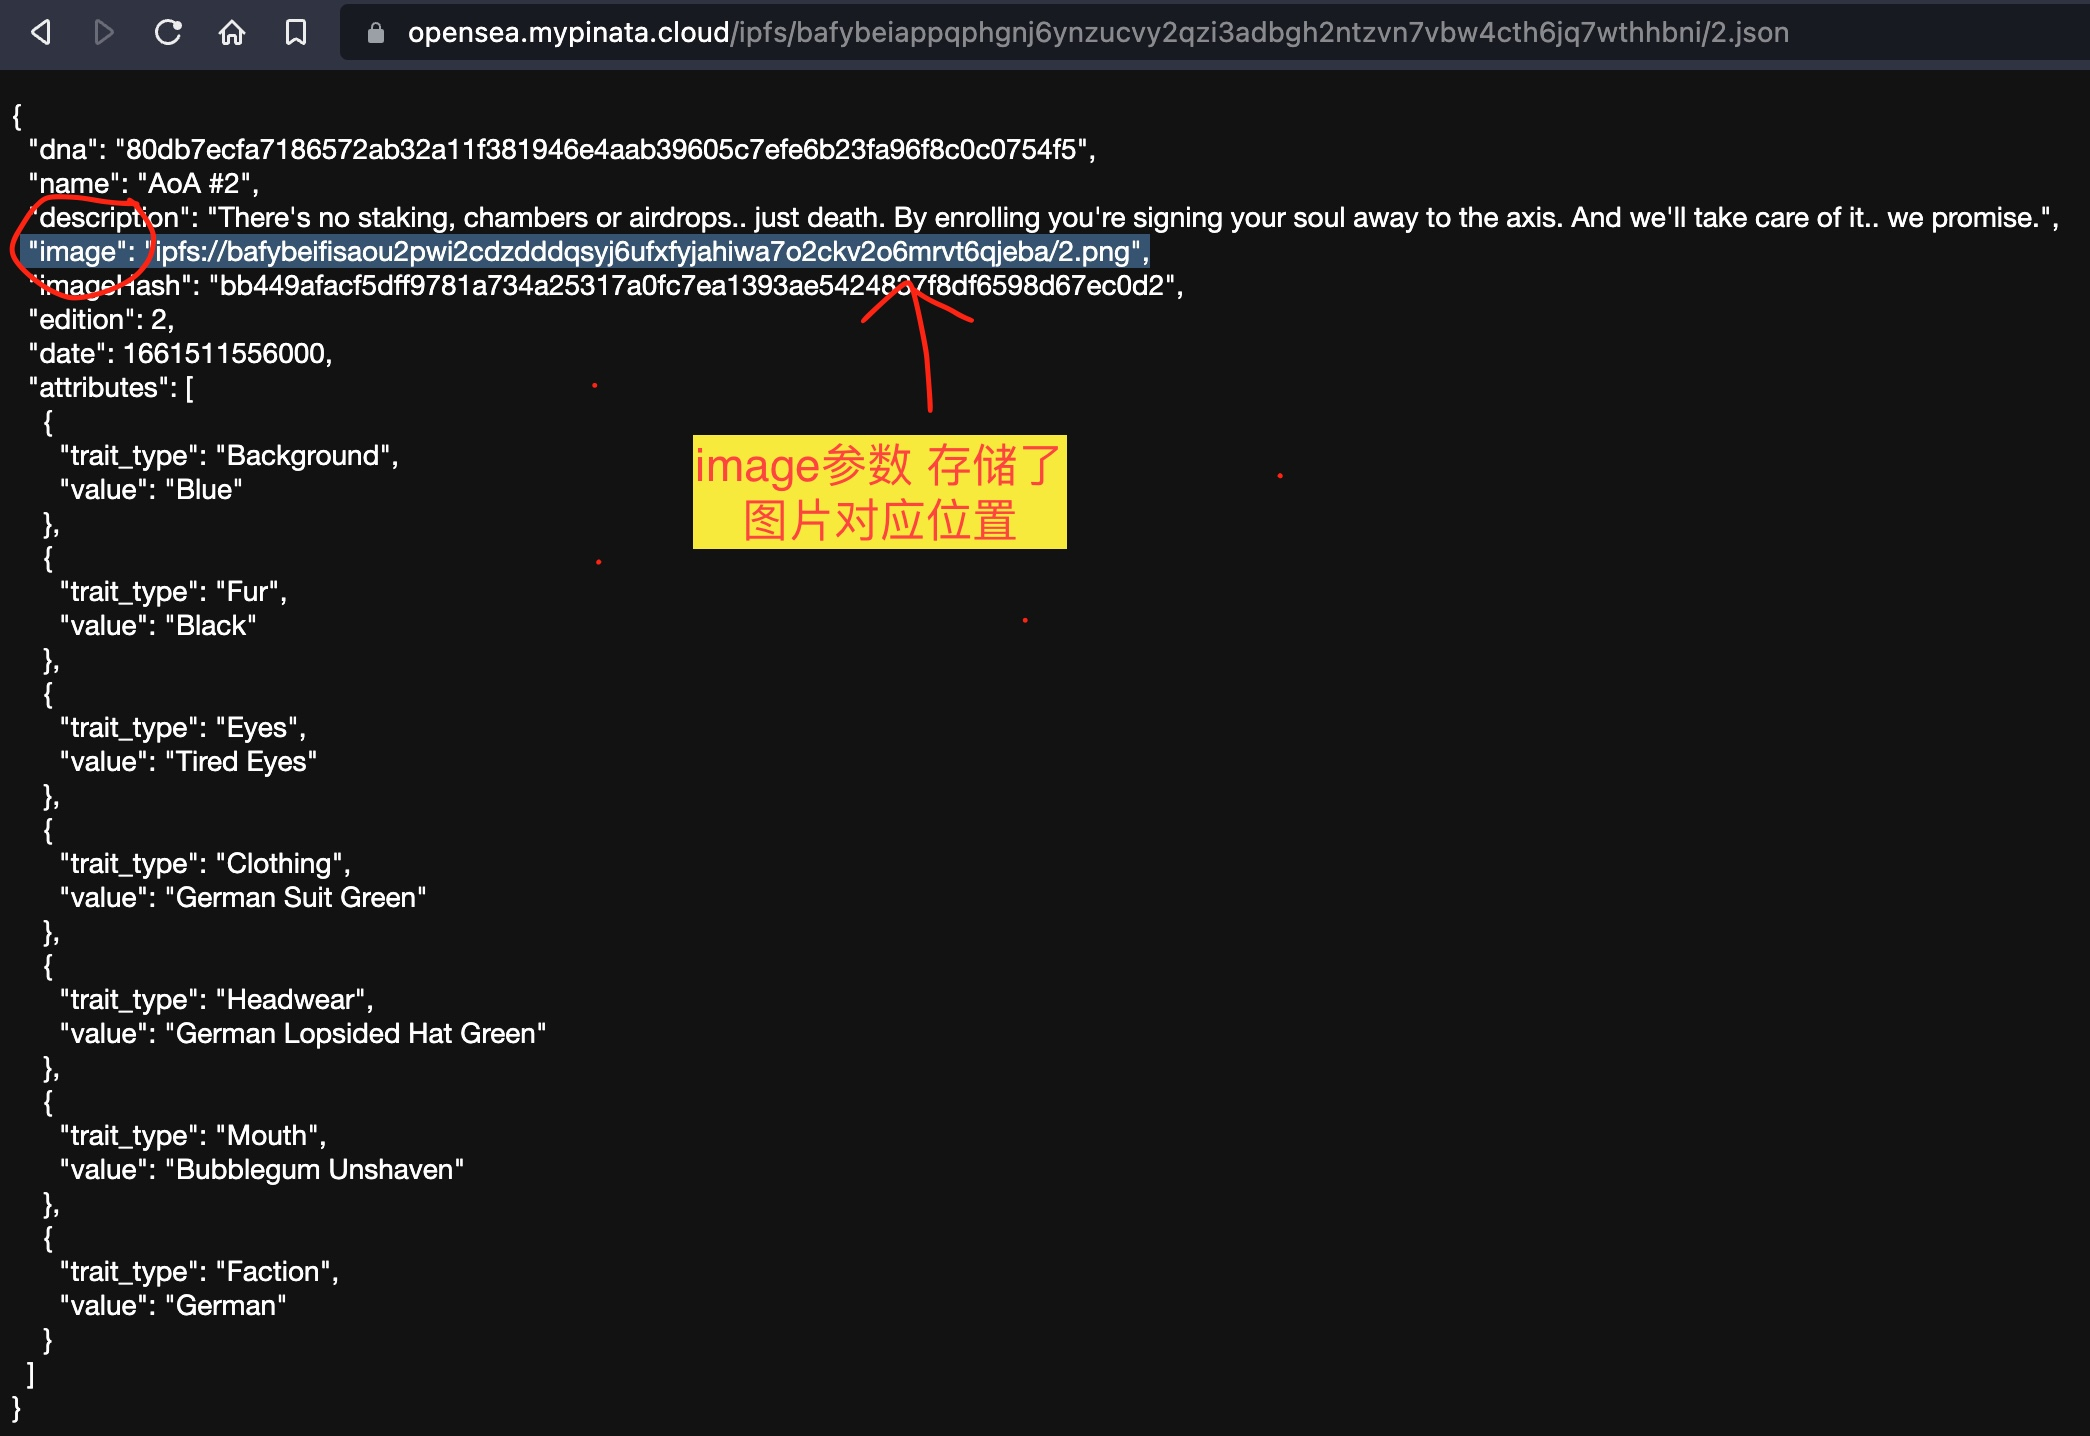 opensea.mypinata.cloud/ipfs/bafybeiappqphgnj6ynzucvy2qzi3adbgh2ntzvn7vbw4cth6jq7wthhbni/2.json
{
"dna": "80db7ecfa7186572ab32a11f381946e4aab39605c7efe6b23fa96f8c0c0754f5",
"name": "AoA #2",
"description": "There's no staking, chambers or airdrops.. just death. By enrolling you're signing your soul away to the axis. And we'll take care of it.. we promise.",
"image": "ipfs://bafybeifisaou2pwi2cdzdddqsyj6ufxfyjahiwa7o2ckv2o6mrvt6qjeba/2.png",
"imageHash": "bb449afacf5dff9781a734a25317a0fc7ea1393ae5424837f8df6598d67ec0d2",
"edition": 2,
"date": 1661511556000,
"attributes": [
{
"trait_type": "Background",
"value": "Blue"
},
{
"trait_type": "Fur",
"value": "Black"
},
{
"trait_type": "Eyes",
"value": "Tired Eyes"
},
{
"trait_type": "Clothing",
"value": "German Suit Green"
},
{
"trait_type": "Headwear",
"value": "German Lopsided Hat Green"
},
{
"trait_type": "Mouth",
"value": "Bubblegum Unshaven"
},
{
"trait_type": "Faction",
"value": "German"
}
]
}
image参数 存储了
图片对应位置